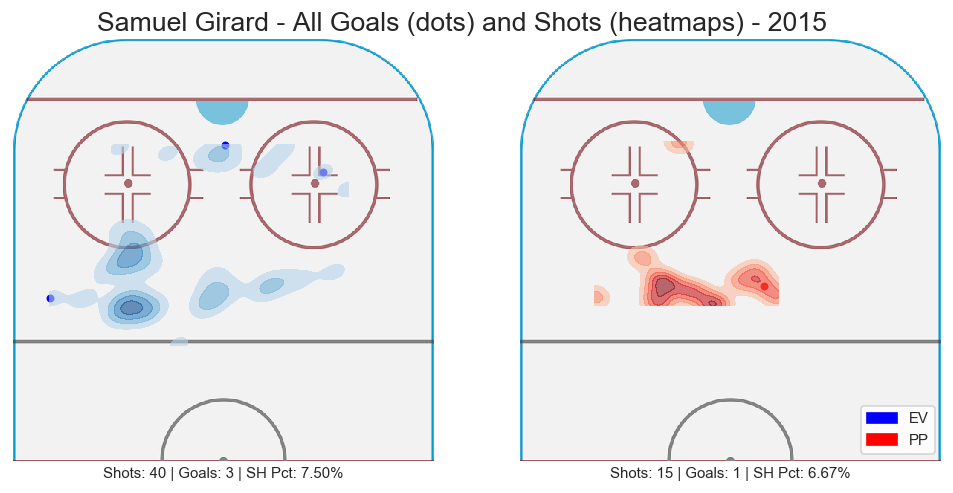 Samuel Girard - All Goals (dots) and Shots (heatmaps) - 2015
EV
PP
Shots: 40 | Goals: 3 | SH Pct: 7.50%
Shots: 15 | Goals: 1 | SH Pct: 6.67%